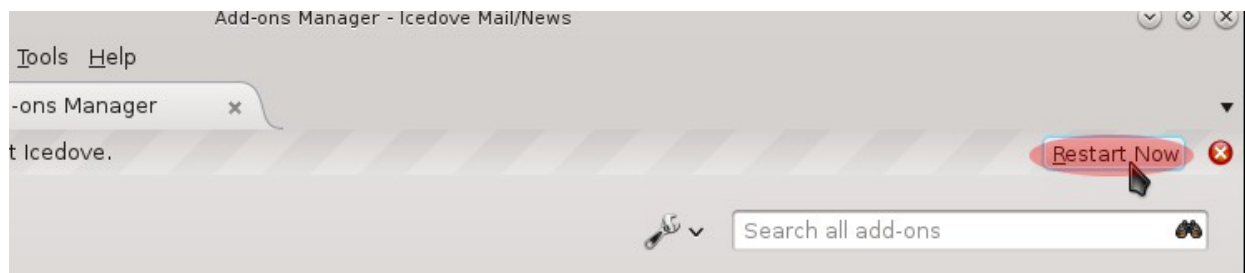 Add-ons Manager - Icedove Mail/News
Tools Help
-ons Manager
t Icedove.
Restart Now
Search all add-ons